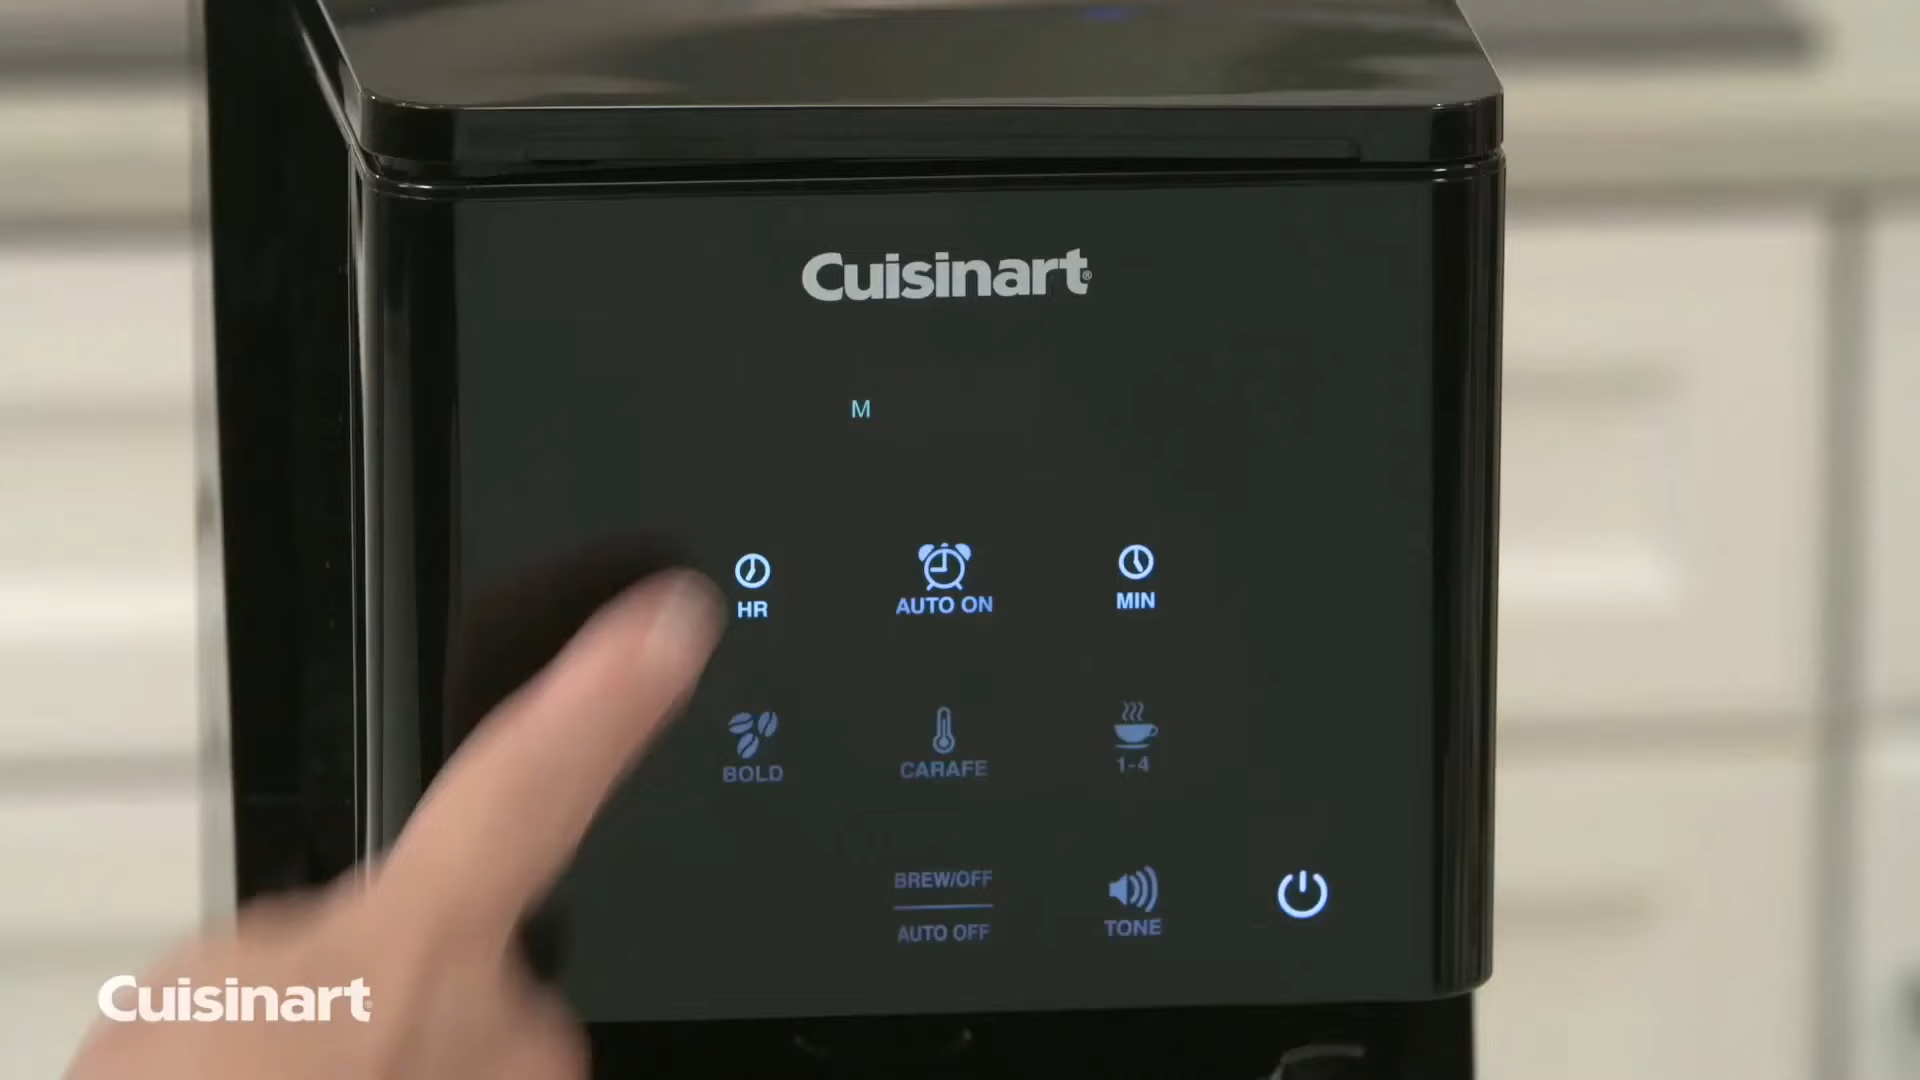 Cuisinart®
M
HR
AUTO ON
MIN
BOLD
CARAFE
1-4
BREW/OFF
AUTO OFF
TONE
Cuisinart®